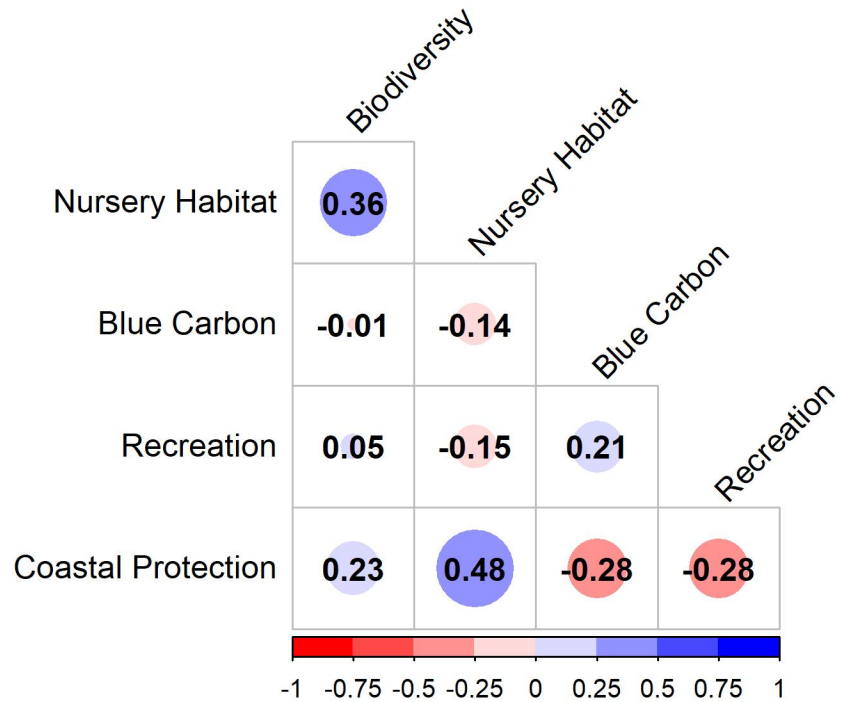 Biodiversity
Nursery Habitat
Blue Carbon
Recreation
Nursery Habitat 0.36
Blue Carbon -0.01 -0.14
Recreation 0.05 -0.15 0.21
Coastal Protection 0.23 0.48 -0.28 -0.28
-1 -0.75 -0.5 -0.25 0 0.25 0.5 0.75 1